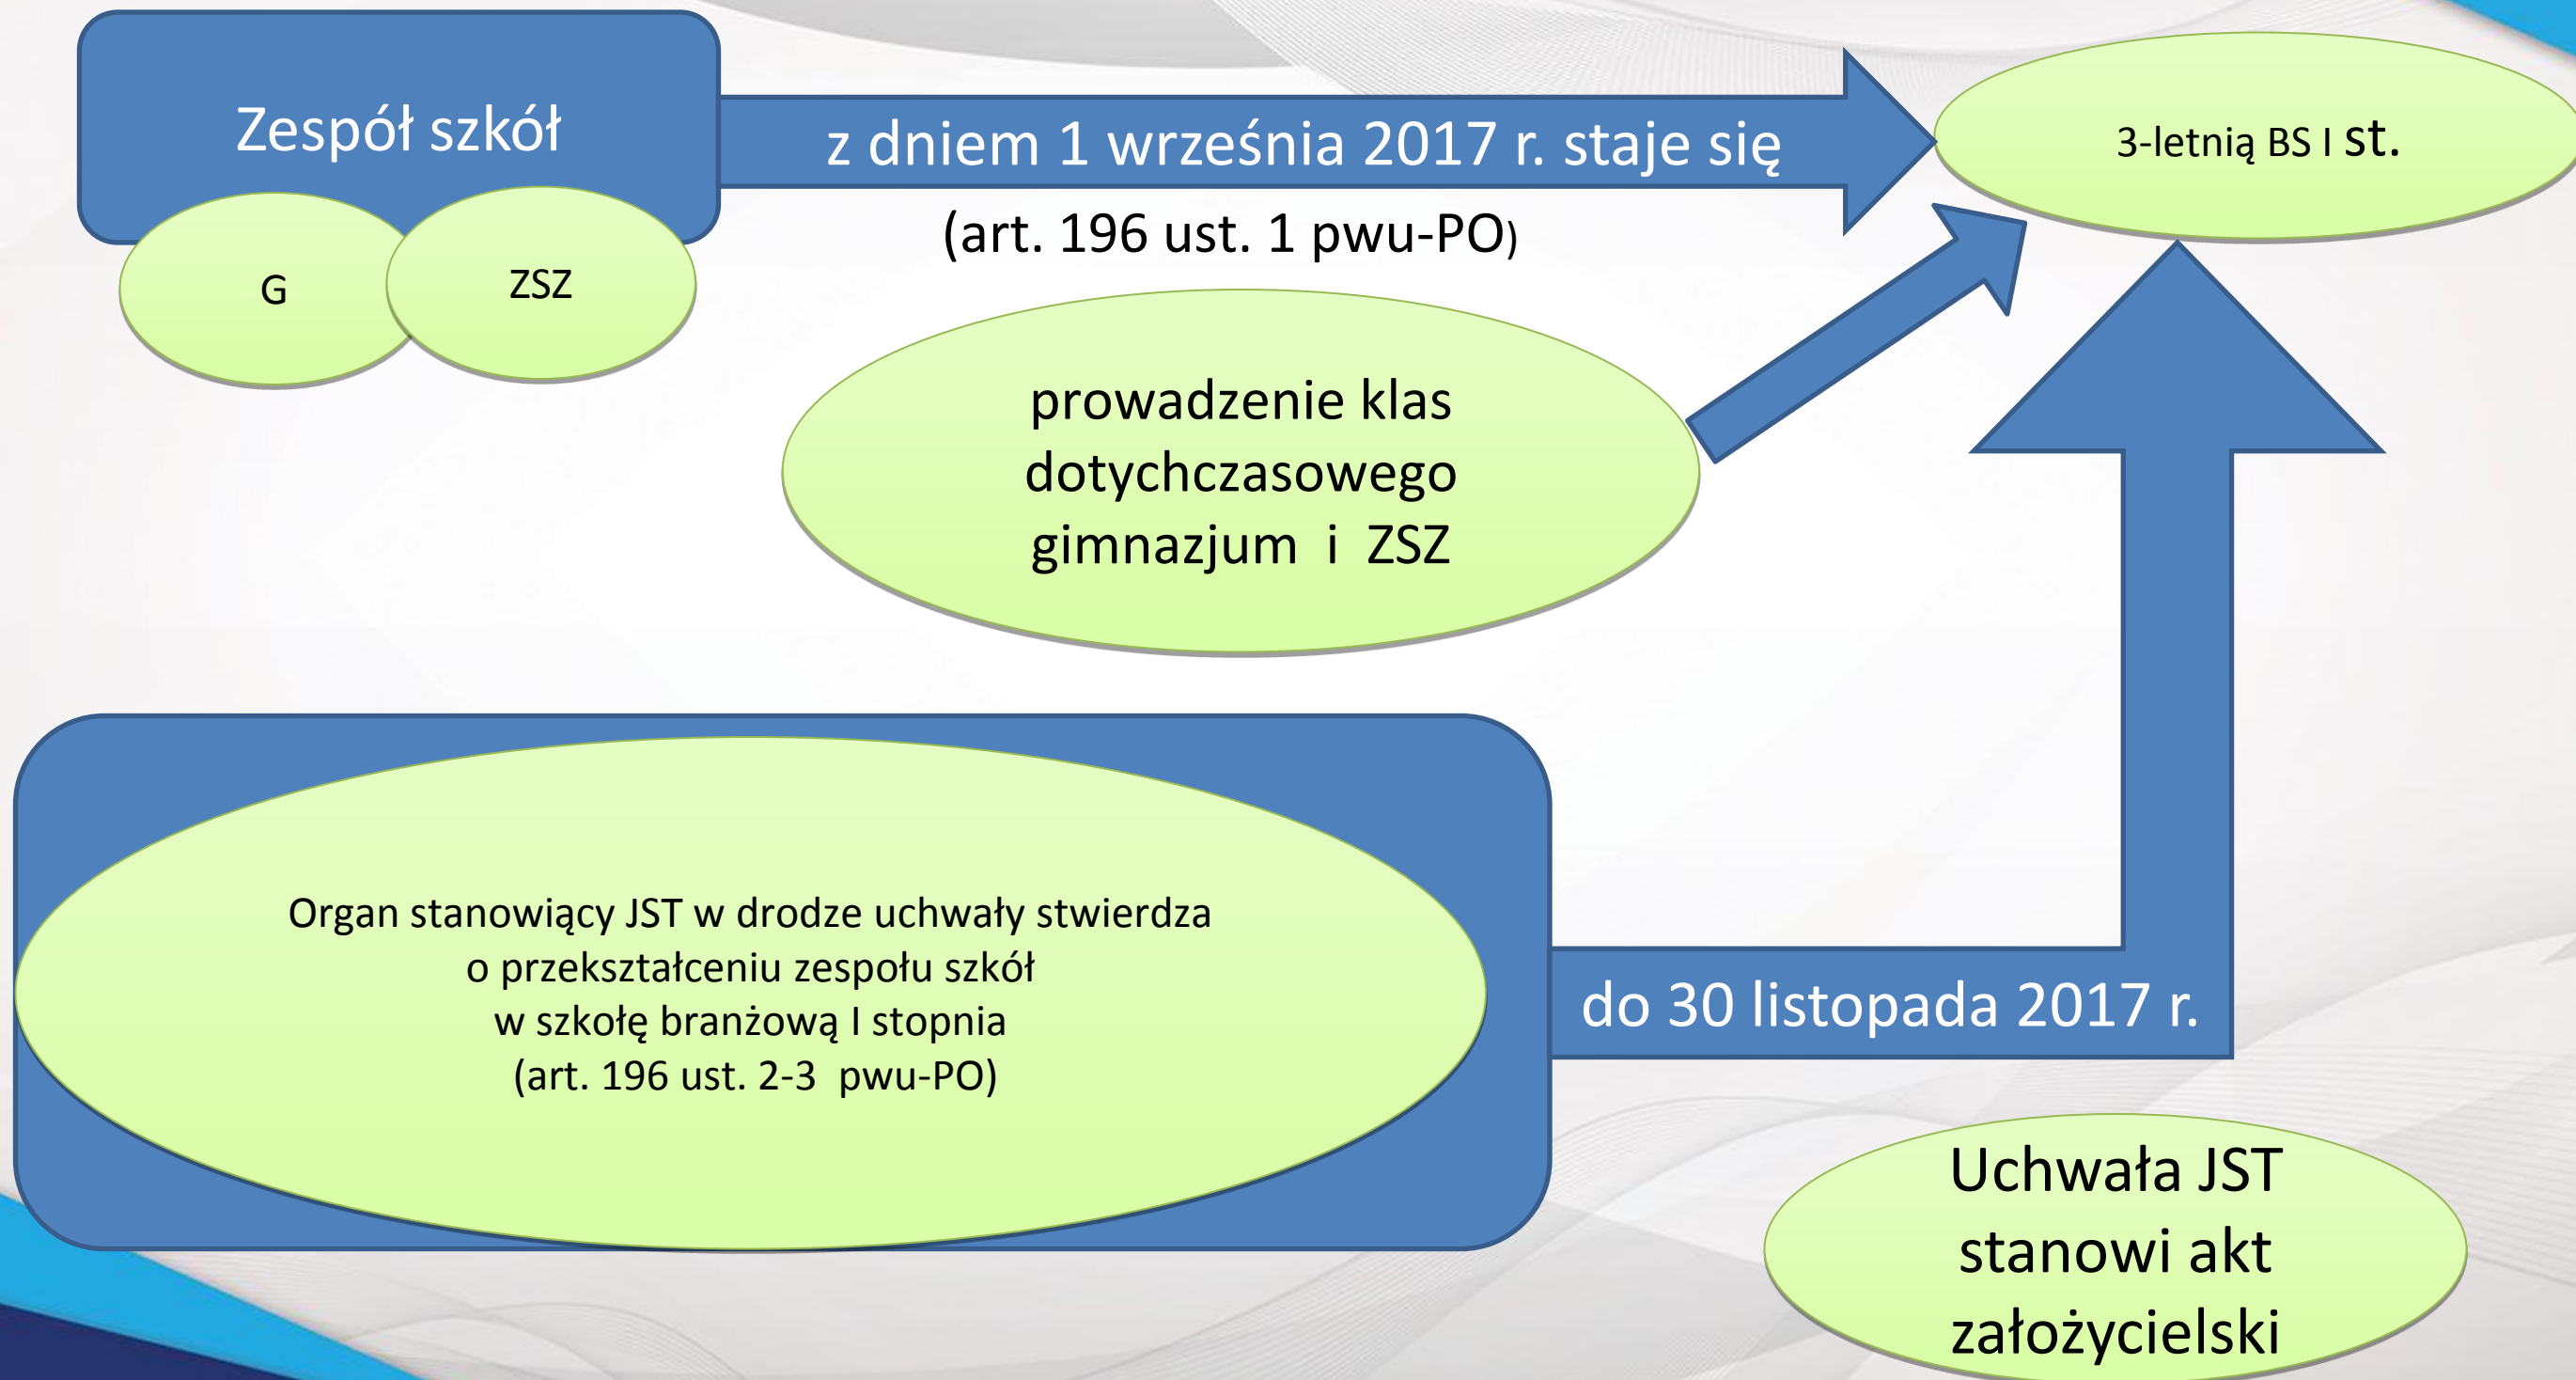 Zespół szkół
G
ZSZ
z dniem 1 września 2017 r. staje się
(art. 196 ust. 1 pwu-PO)
3-letnią BS I st.
prowadzenie klas
dotychczasowego
gimnazjum i ZSZ
Organ stanowiący JST w drodze uchwały stwierdza
o przekształceniu zespołu szkół
w szkołę branżową I stopnia
(art. 196 ust. 2-3 pwu-PO)
do 30 listopada 2017 r.
Uchwała JST
stanowi akt
założycielski